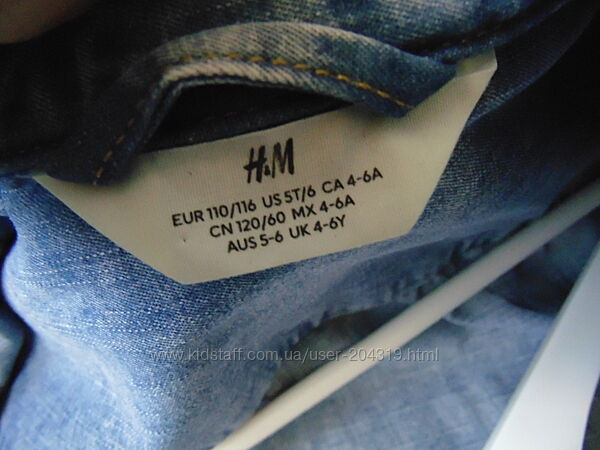 H&M
EUR 110/116 US 5T/6 CA 4-6A
CN 120/60 MX 4-6A
AUS 5-6 UK 4-6Y
www.kidstaff.com.ua/user-204319.html